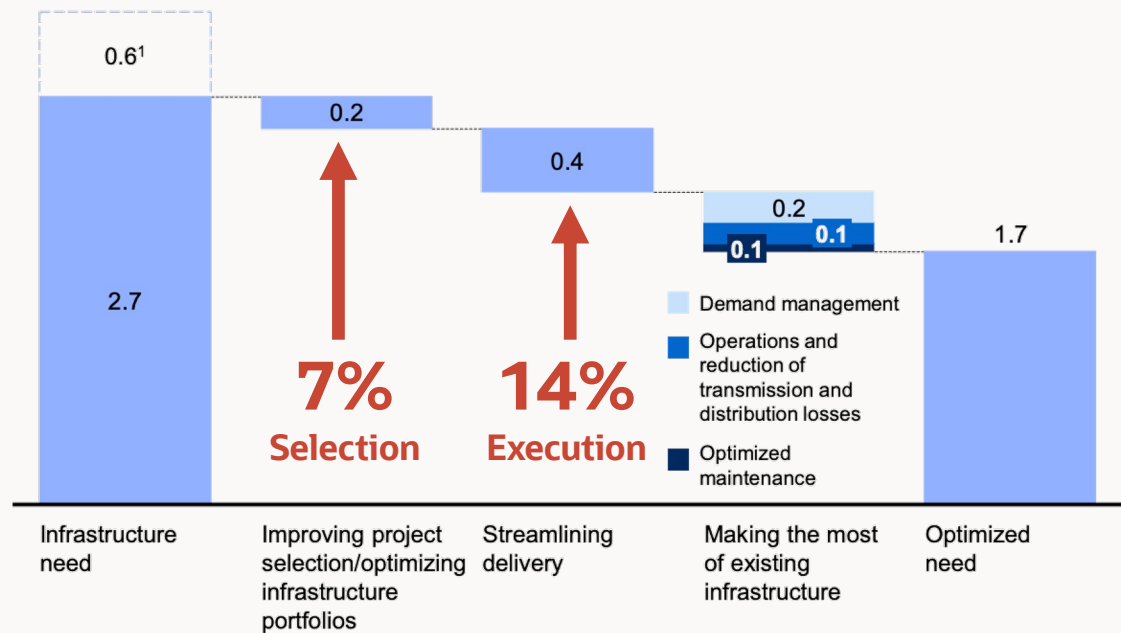 0.6¹
2.7
0.2
0.4
0.2
0.1
0.1
1.7
7%
Selection
14%
Execution
Demand management
Operations and
reduction of
transmission and
distribution losses
Optimized
maintenance
Infrastructure
need
Improving project
selection/optimizing
infrastructure
portfolios
Streamlining
delivery
Making the most
of existing
infrastructure
Optimized
need